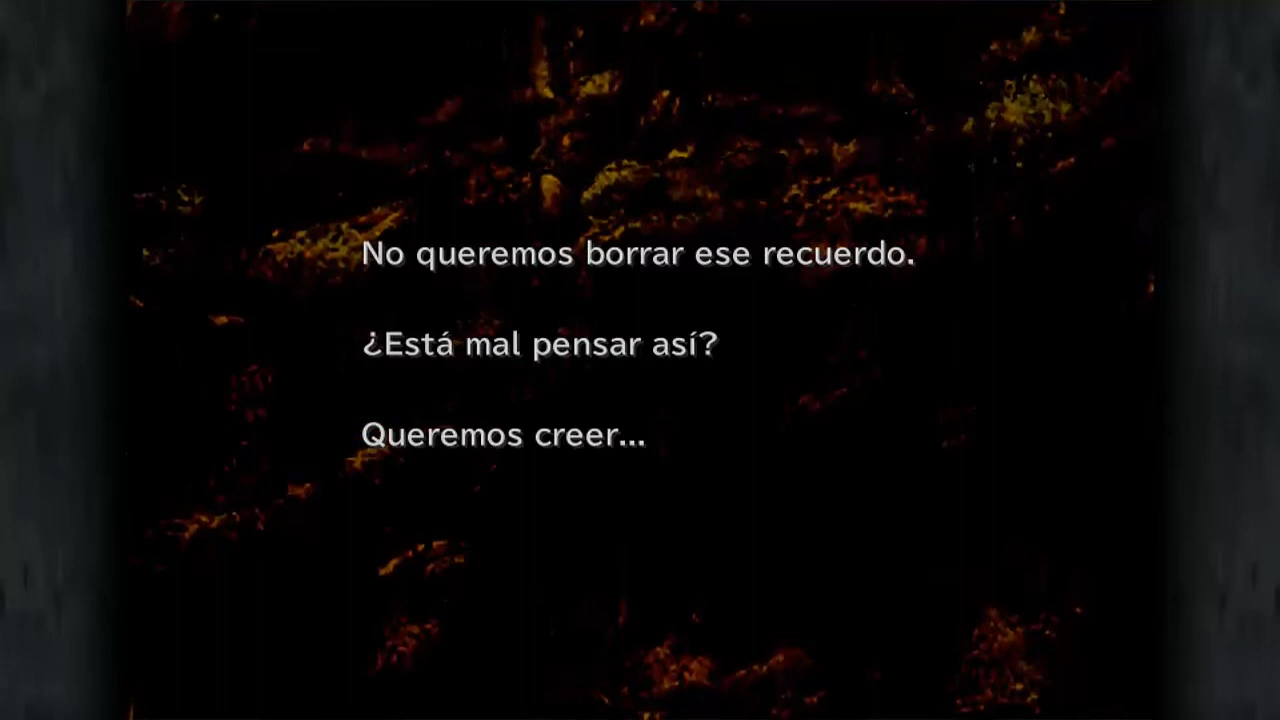 No queremos borrar ese recuerdo.
¿Está mal pensar así?
Queremos creer...